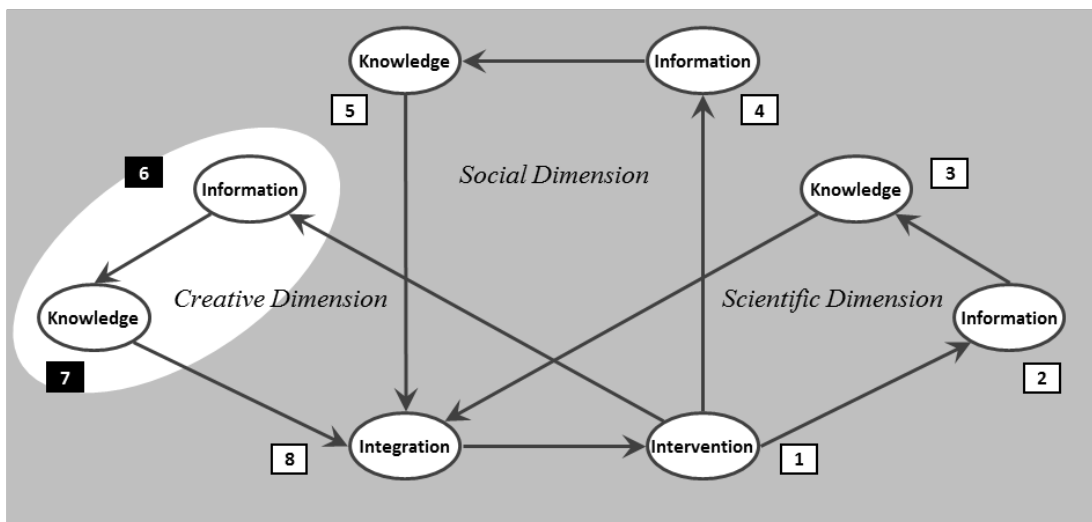 Knowledge
Information
5
4
6
Information
Social Dimension
Knowledge
3
Knowledge
Creative Dimension
Scientific Dimension
Information
7
2
Integration
Intervention
8
1